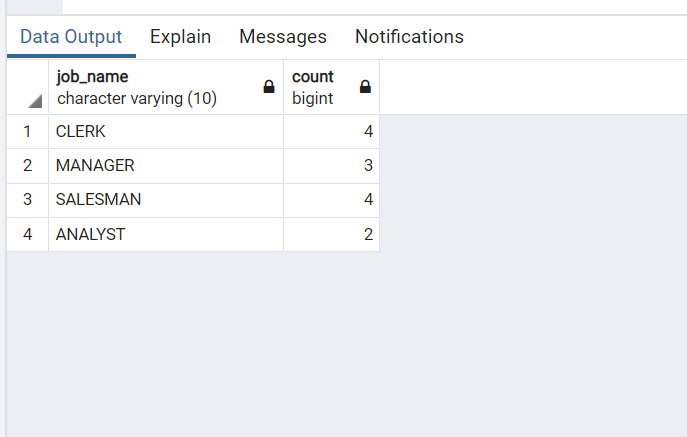 Data Output Explain Messages Notifications
job_name count
character varying (10) bigint
1 CLERK 4
2 MANAGER 3
3 SALESMAN 4
4 ANALYST 2